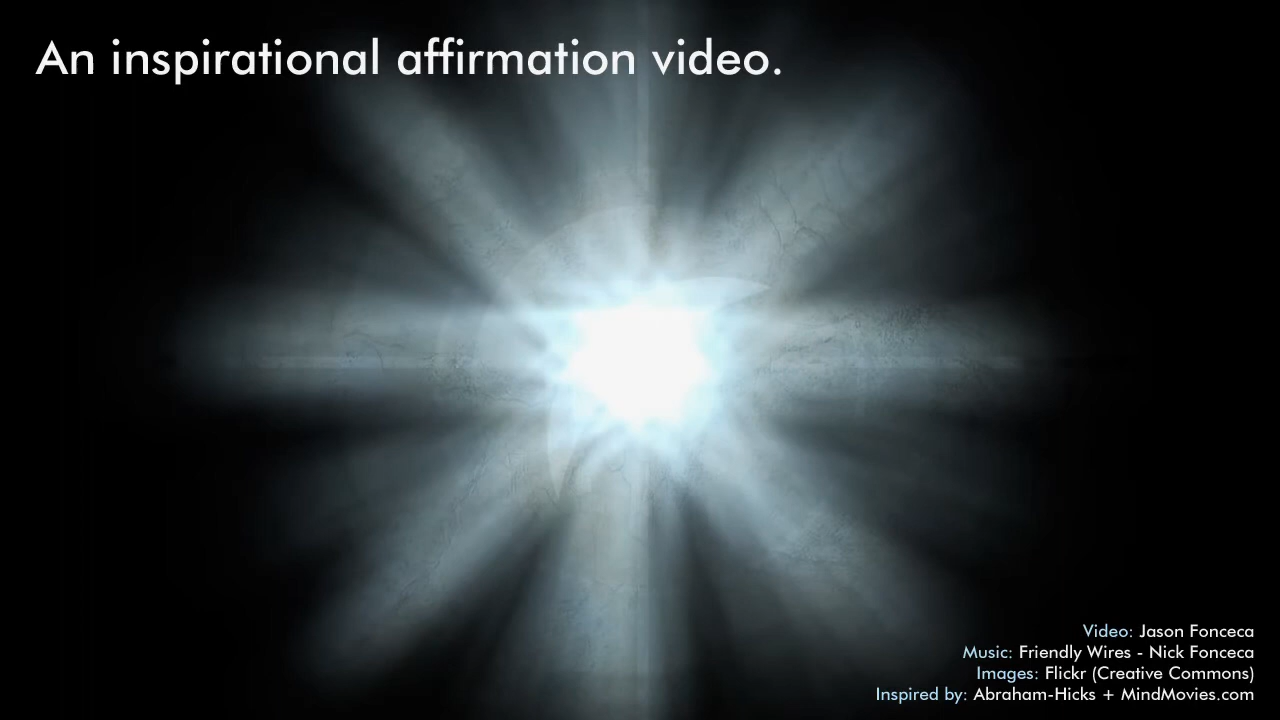 An inspirational affirmation video.
Video: Jason Fonceca
Music: Friendly Wires - Nick Fonceca
Images: Flickr (Creative Commons)
Inspired by: Abraham-Hicks + MindMovies.com